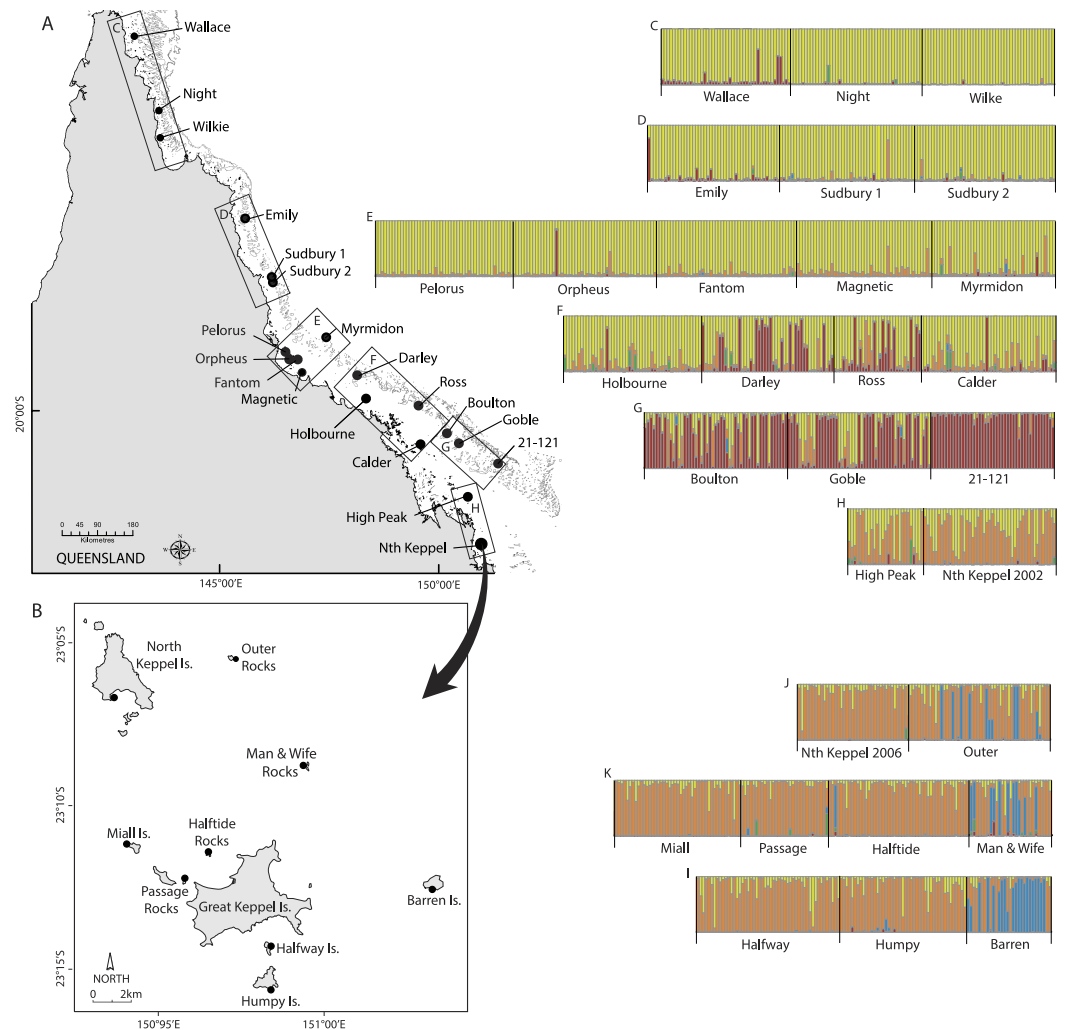 A
C
Wallace
Night
Wilkie
D
Emily
Sudbury 1
Sudbury 2
E
Pelorus
Myrmidon
Orpheus
F
Darley
Fantom
Ross
Magnetic
Boulton
Goble
Holbourne
G
21-121
Calder
High Peak
H
Nth Keppel
20°00'S
0 45 90 180
Kilometres
N
W E
S
QUEENSLAND
145°00'E
150°00'E
B
North
Keppel Is.
Outer
Rocks
Man & Wife
Rocks
Halftide
Rocks
Miall Is.
Passage
Rocks
Great Keppel Is.
Barren Is.
Halfway Is.
Humpy Is.
NORTH
0 2km
23°05'S
23°10'S
23°15'S
150°95'E
151°00'E
C
Wallace Night Wilke
D
Emily Sudbury 1 Sudbury 2
E
Pelorus Orpheus Fantom Magnetic Myrmidon
F
Holbourne Darley Ross Calder
G
Boulton Goble 21-121
H
High Peak Nth Keppel 2002
J
Nth Keppel 2006 Outer
K
Miall Passage Halftide Man & Wife
I
Halfway Humpy Barren